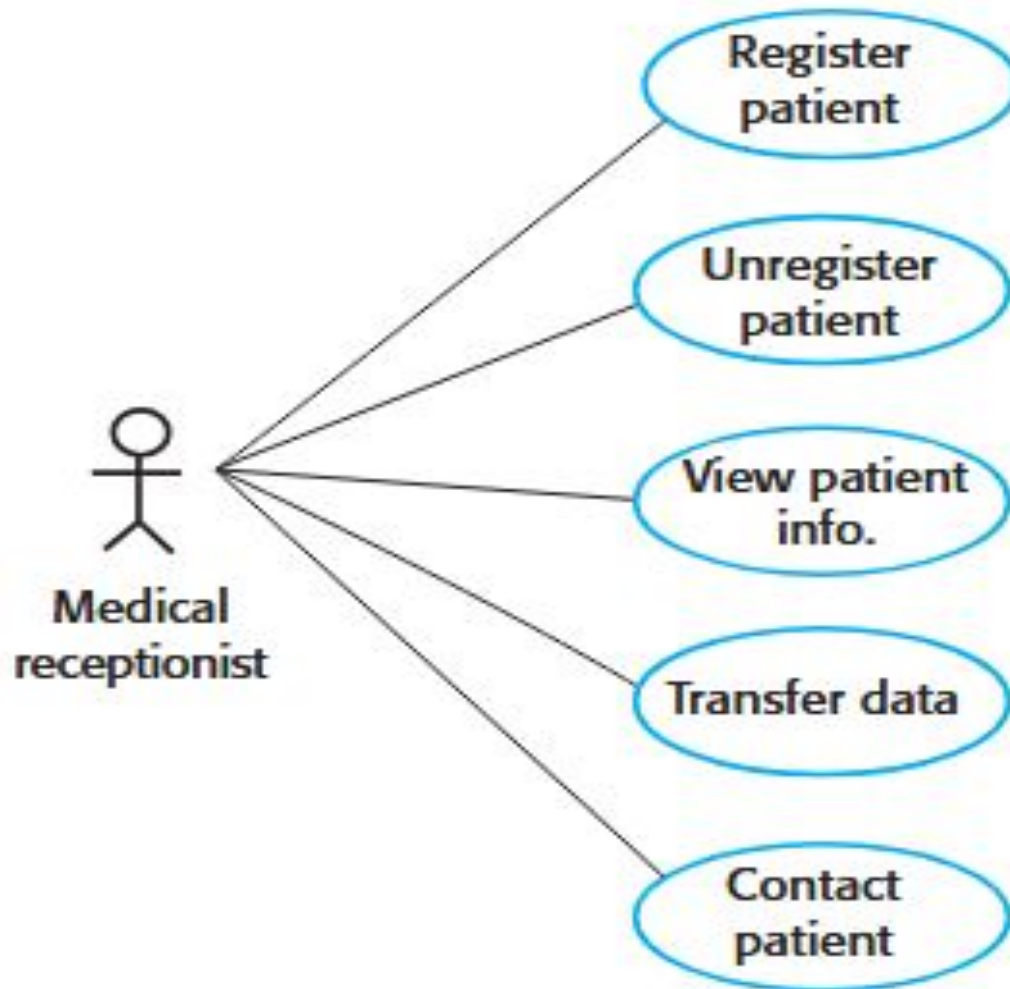 Register
patient
Unregister
patient
View patient
info.
Medical
receptionist
Transfer data
Contact
patient